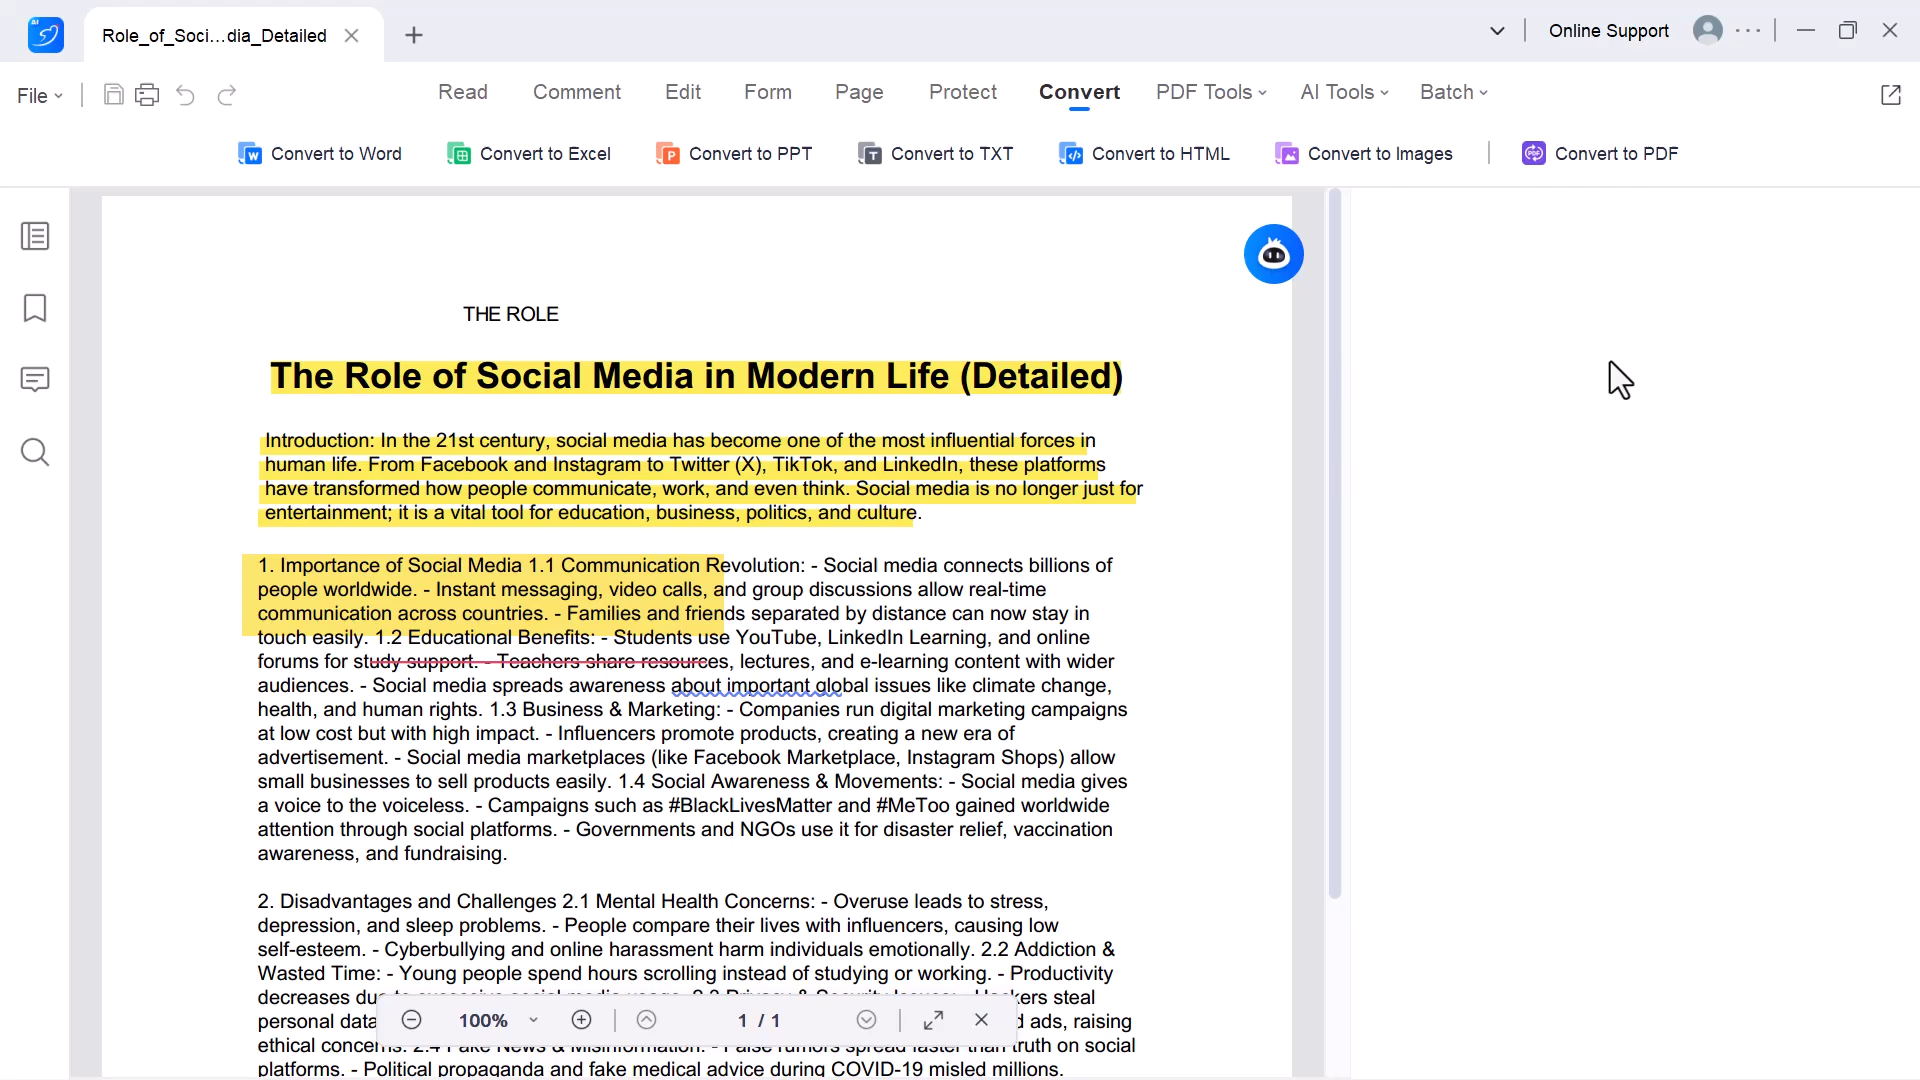 Role_of_Soci...dia_Detailed
Online Support
File
Read Comment Edit Form Page Protect Convert PDF Tools AI Tools Batch
Convert to Word Convert to Excel Convert to PPT Convert to TXT Convert to HTML Convert to Images Convert to PDF
THE ROLE
The Role of Social Media in Modern Life (Detailed)
Introduction: In the 21st century, social media has become one of the most influential forces in
human life. From Facebook and Instagram to Twitter (X), TikTok, and LinkedIn, these platforms
have transformed how people communicate, work, and even think. Social media is no longer just for
entertainment; it is a vital tool for education, business, politics, and culture.
1. Importance of Social Media 1.1 Communication Revolution: - Social media connects billions of
people worldwide. - Instant messaging, video calls, and group discussions allow real-time
communication across countries. - Families and friends separated by distance can now stay in
touch easily. 1.2 Educational Benefits: - Students use YouTube, LinkedIn Learning, and online
forums for study support. - Teachers share resources, lectures, and e-learning content with wider
audiences. - Social media spreads awareness about important global issues like climate change,
health, and human rights. 1.3 Business & Marketing: - Companies run digital marketing campaigns
at low cost but with high impact. - Influencers promote products, creating a new era of
advertisement. - Social media marketplaces (like Facebook Marketplace, Instagram Shops) allow
small businesses to sell products easily. 1.4 Social Awareness & Movements: - Social media gives
a voice to the voiceless. - Campaigns such as #BlackLivesMatter and #MeToo gained worldwide
attention through social platforms. - Governments and NGOs use it for disaster relief, vaccination
awareness, and fundraising.
2. Disadvantages and Challenges 2.1 Mental Health Concerns: - Overuse leads to stress,
depression, and sleep problems. - People compare their lives with influencers, causing low
self-esteem. - Cyberbullying and online harassment harm individuals emotionally. 2.2 Addiction &
Wasted Time: - Young people spend hours scrolling instead of studying or working. - Productivity
decreases steal
personal data ads, raising
ethical truth on social
platforms. - Political propaganda and fake medical advice during COVID-19 misled millions.
100% 1 / 1